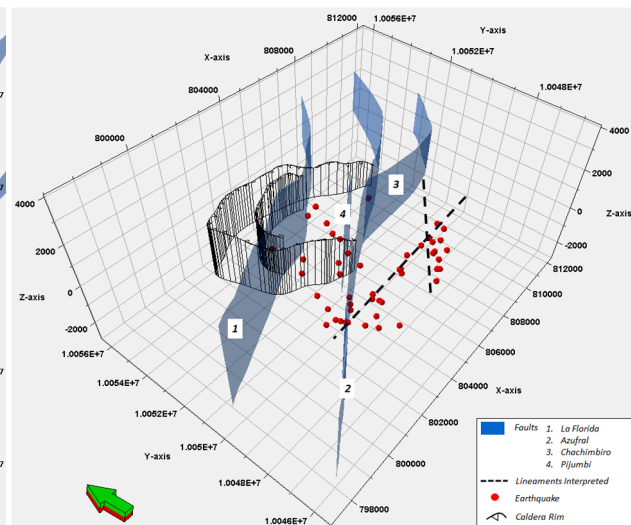 812000
1.0056E+7
Y-axis
808000
1.0052E+7
X-axis
804000
1.0048E+7
800000
4000
4000
2000
2000
0
Z-axis
0
-2000
Z-axis
812000
-2000
810000
1.0056E+7
808000
1.0054E+7
806000
1.0052E+7
X-axis
804000
1.005E+7
802000
Y-axis
1.0048E+7
800000
1.0046E+7
798000
1
2
3
4
Faults
1. La Florida
2. Azufral
3. Chachimbiro
4. Pijumbi
Lineaments Interpreted
Earthquake
Caldera Rim